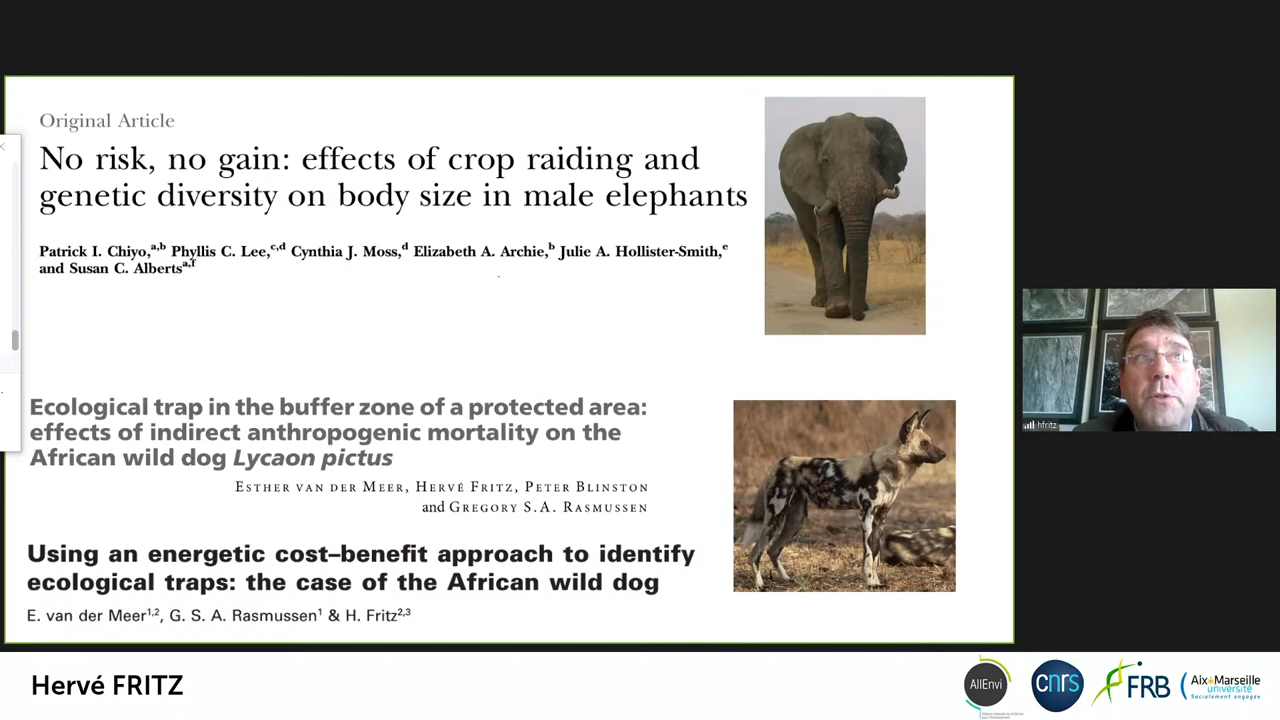 Original Article
No risk, no gain: effects of crop raiding and
genetic diversity on body size in male elephants
Patrick I. Chiyo,a,b Phyllis C. Lee,c,d Cynthia J. Moss,d Elizabeth A. Archie,b Julie A. Hollister-Smith,e
and Susan C. Albertsa,f
Ecological trap in the buffer zone of a protected area:
effects of indirect anthropogenic mortality on the
African wild dog Lycaon pictus
ESTHER VAN DER MEER, HERVÉ FRITZ, PETER BLINSTON
and GREGORY S.A. RASMUSSEN
Using an energetic cost–benefit approach to identify
ecological traps: the case of the African wild dog
E. van der Meer1,2, G. S. A. Rasmussen1 & H. Fritz2,3
hfritz
Hervé FRITZ
AllEnvi
cnrs
FRB
Aix Marseille
université
Socialement engagée